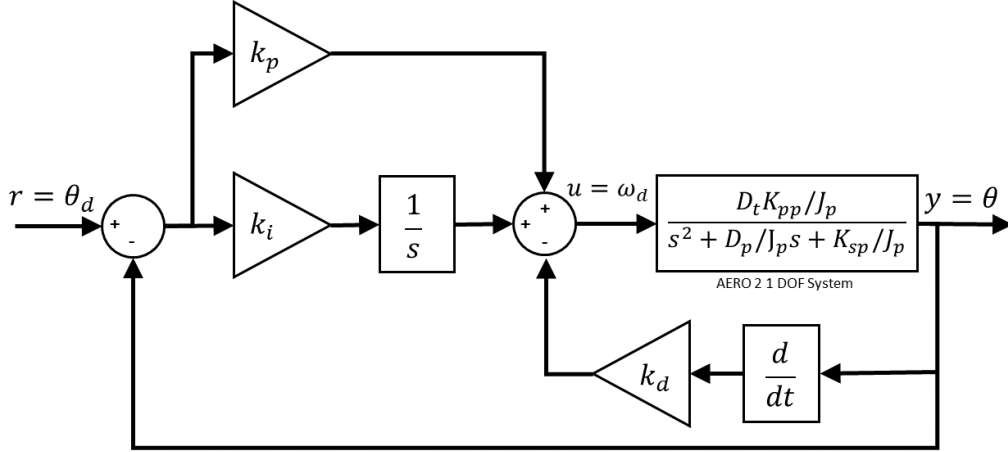 k_p
r = θ_d
+
-
k_i
1
s
+
+
-
u = ω_d
D_t K_pp / J_p
s² + D_p / J_p s + K_sp / J_p
y = θ
AERO 2 1 DOF System
k_d
d
dt